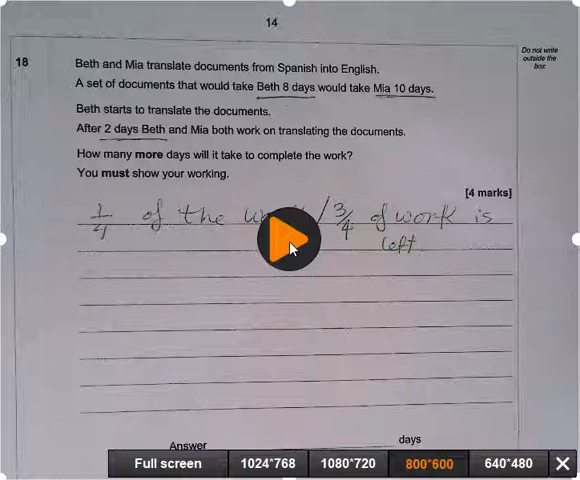 14
Do not write
outside the
box
18
Beth and Mia translate documents from Spanish into English.
A set of documents that would take Beth 8 days would take Mia 10 days.
Beth starts to translate the documents.
After 2 days Beth and Mia both work on translating the documents.
How many more days will it take to complete the work?
You must show your working.
[4 marks]
1/4 of the / 3/4 of work is
left
Answer
days
Full screen
1024*768
1080*720
800*600
640*480